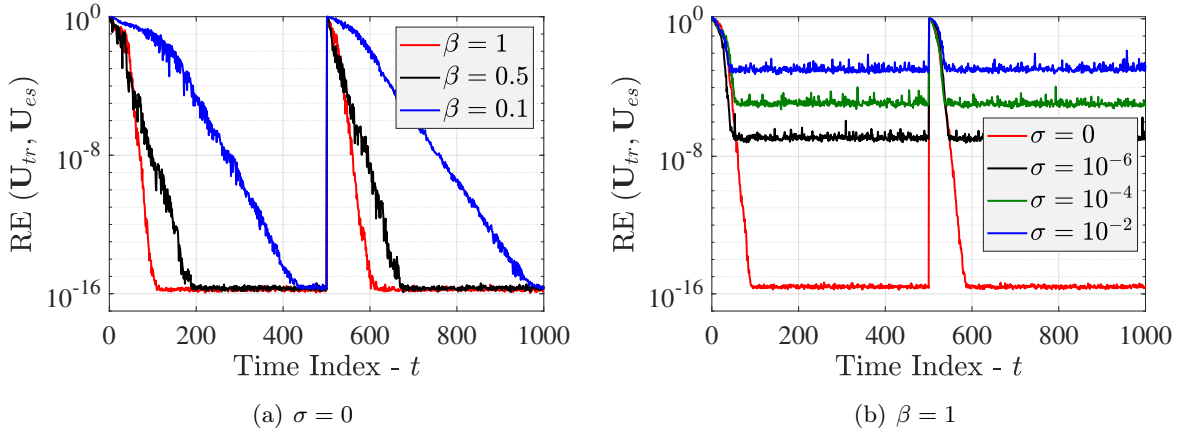 10^0
10^-8
10^-16
RE (U_tr, U_es)
β = 1
β = 0.5
β = 0.1
0 200 400 600 800 1000
Time Index - t
(a) σ = 0
10^0
10^-8
10^-16
RE (U_tr, U_es)
σ = 0
σ = 10^-6
σ = 10^-4
σ = 10^-2
0 200 400 600 800 1000
Time Index - t
(b) β = 1